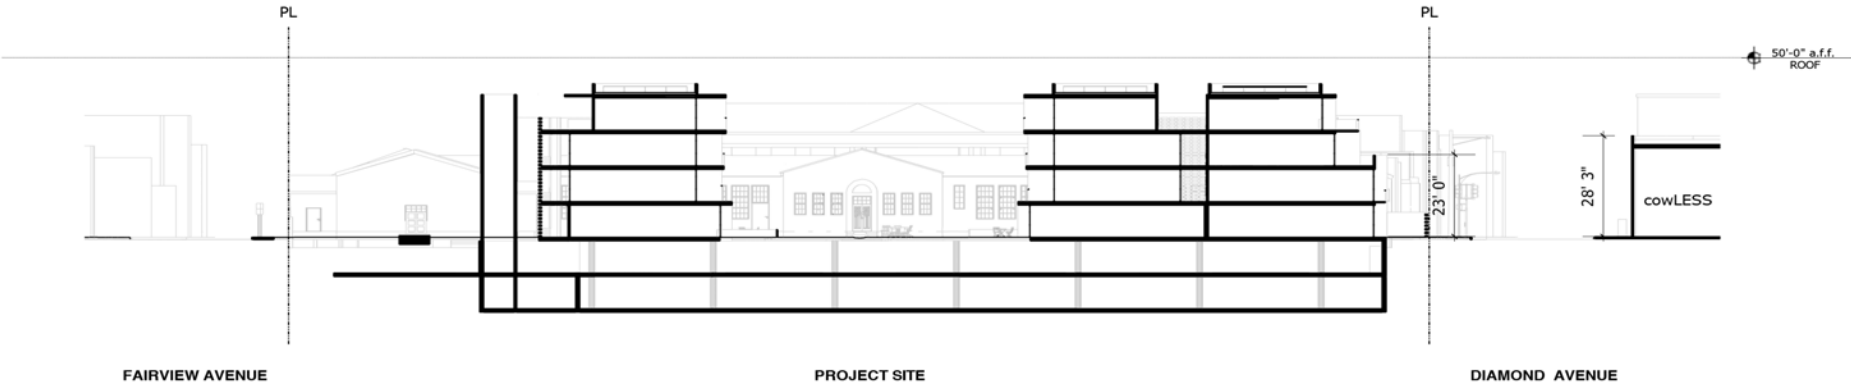 PL
PL
50'-0" a.f.f.
ROOF
23' 0"
28' 3"
cowLESS
FAIRVIEW AVENUE
PROJECT SITE
DIAMOND AVENUE